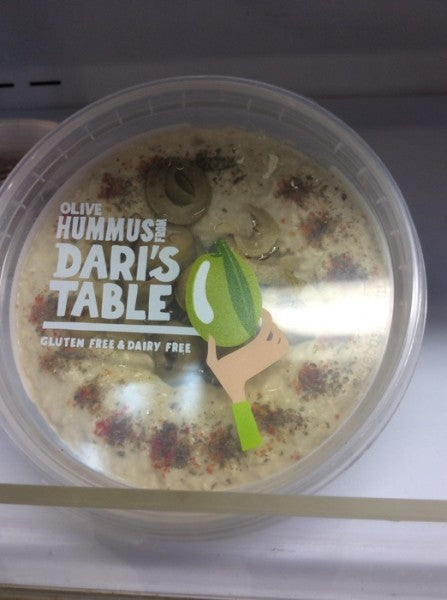 OLIVE
HUMMUS FROM
DARI'S
TABLE
GLUTEN FREE & DAIRY FREE